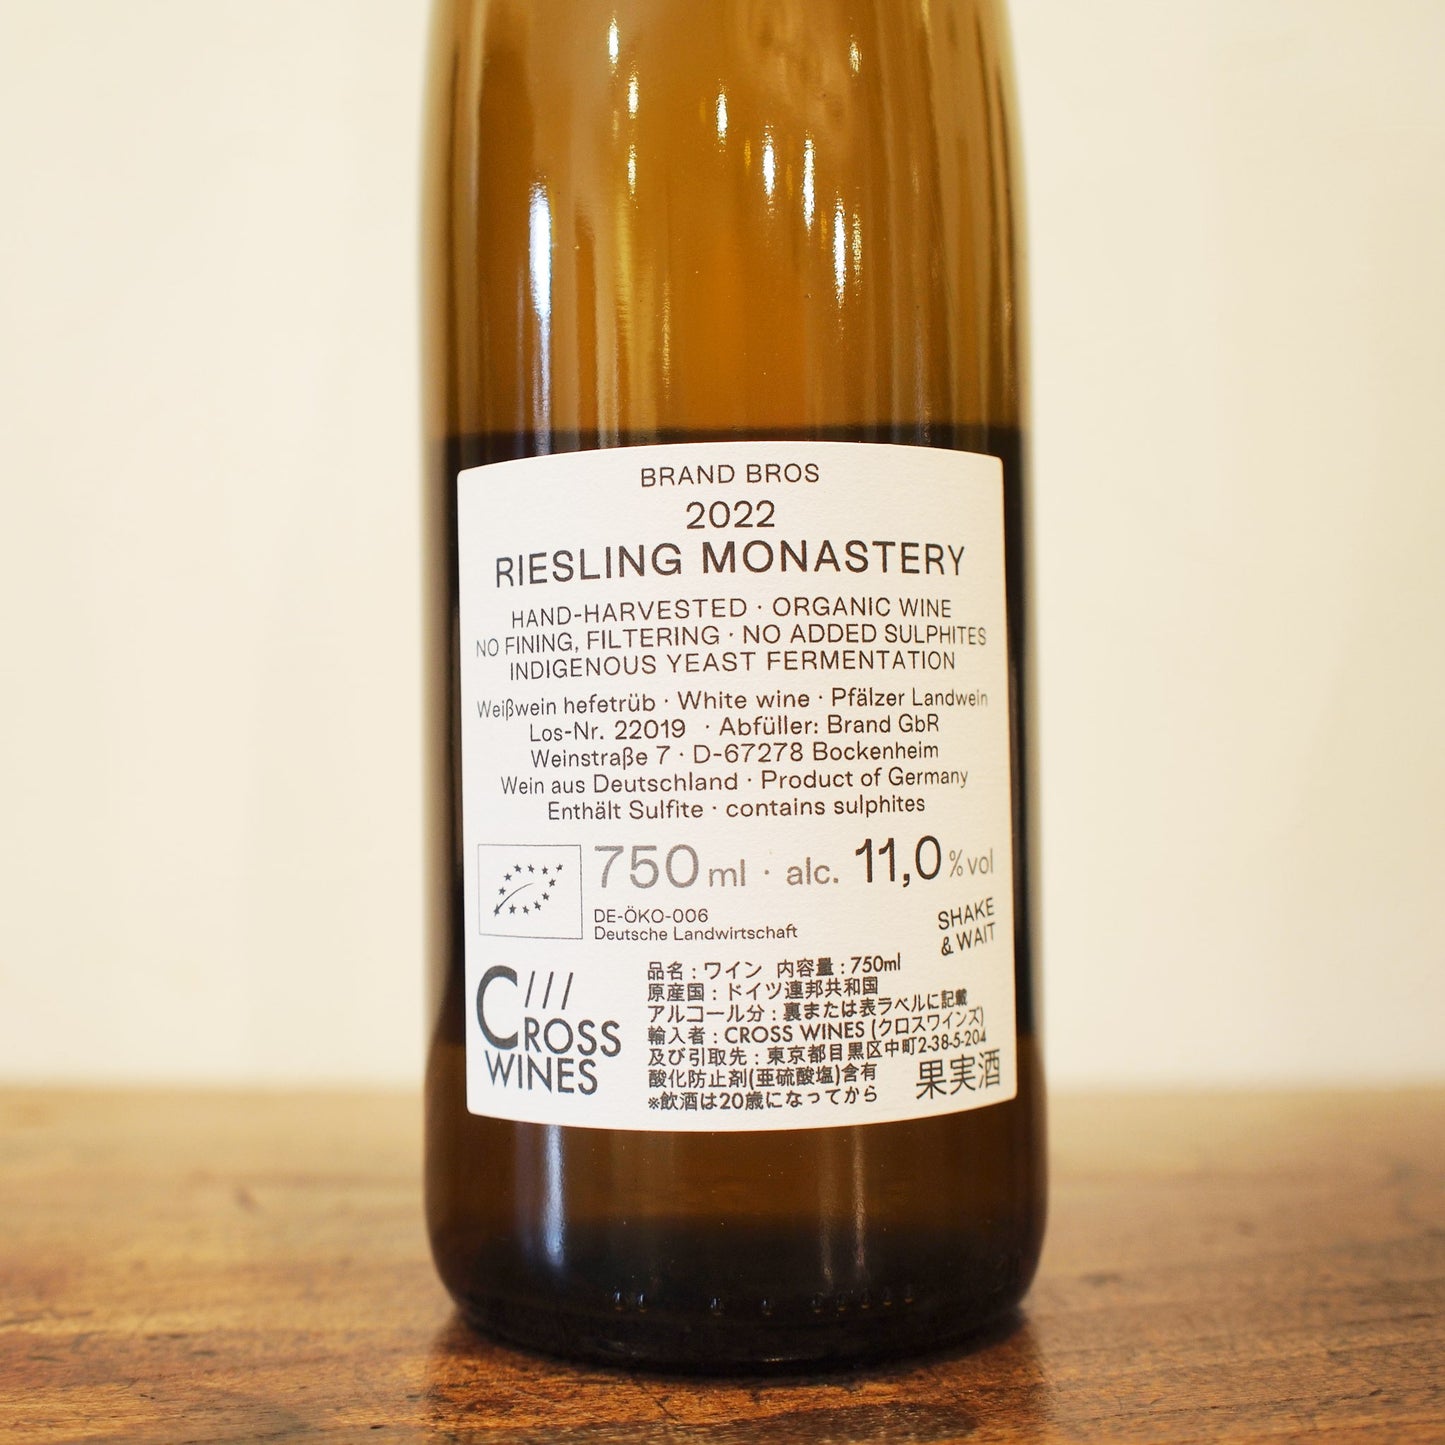 BRAND BROS
2022
RIESLING MONASTERY
HAND-HARVESTED · ORGANIC WINE
NO FINING, FILTERING · NO ADDED SULPHITES
INDIGENOUS YEAST FERMENTATION
Weißwein hefetrüb · White wine · Pfälzer Landwein
Los-Nr. 22019 · Abfüller: Brand GbR
Weinstraße 7 · D-67278 Bockenheim
Wein aus Deutschland · Product of Germany
Enthält Sulfite · contains sulphites
750 ml · alc. 11,0 % vol
DE-ÖKO-006
Deutsche Landwirtschaft
SHAKE
& WAIT
CROSS
WINES
品名 : ワイン 内容量 : 750ml
原産国 : ドイツ連邦共和国
アルコール分 : 裏または表ラベルに記載
輸入者 : CROSS WINES (クロスワインズ)
及び引取先 : 東京都目黒区中町2-38-5-204
酸化防止剤(亜硫酸塩)含有
※飲酒は20歳になってから
果実酒